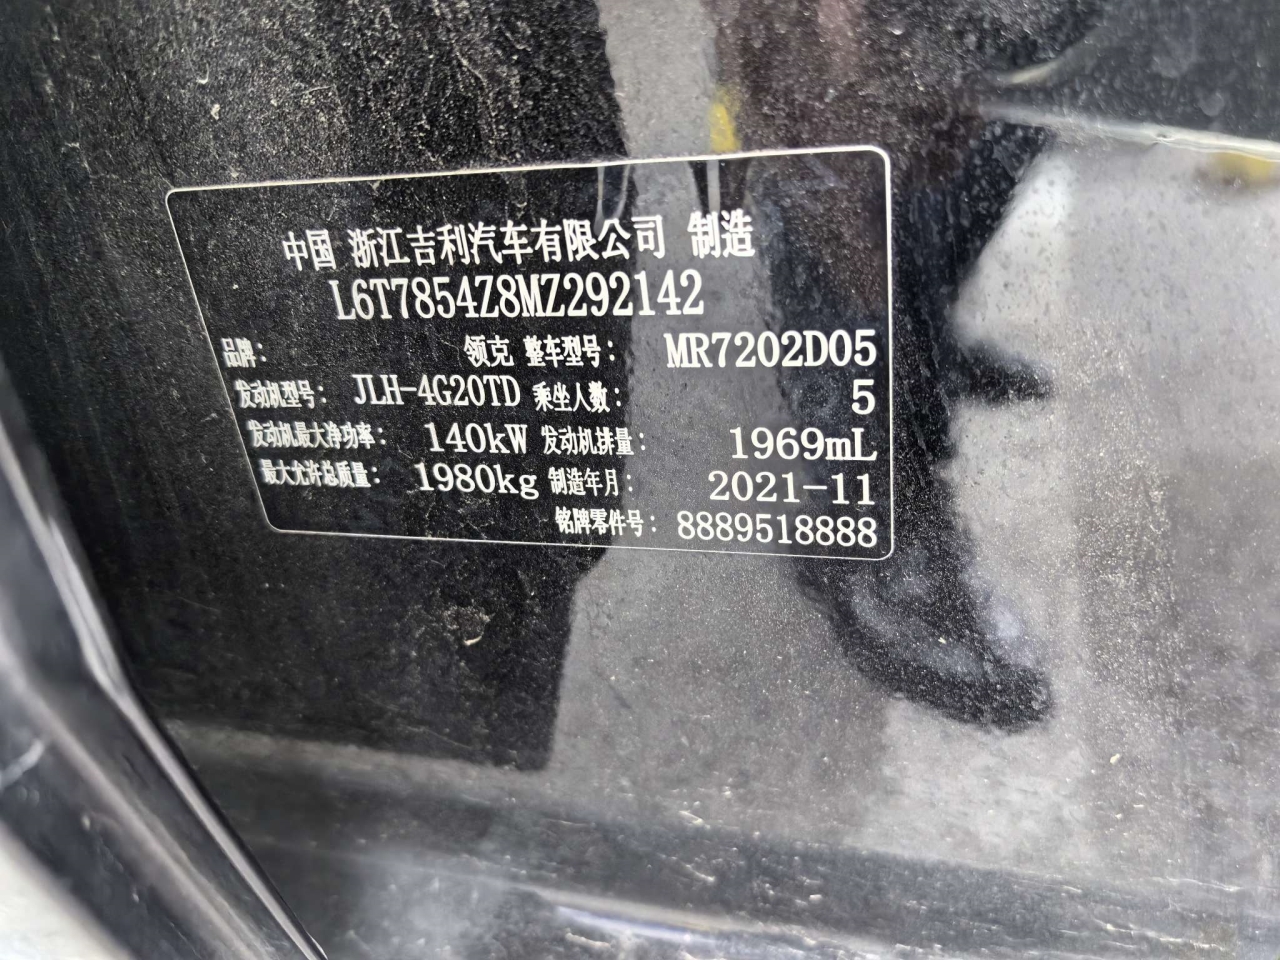 中国 浙江吉利汽车有限公司 制造
L6T7854Z8MZ292142
品牌: 领克 整车型号: MR7202D05
发动机型号: JLH-4G20TD 乘坐人数: 5
发动机最大净功率: 140kW 发动机排量: 1969mL
最大允许总质量: 1980kg 制造年月: 2021-11
铭牌零件号: 8889518888